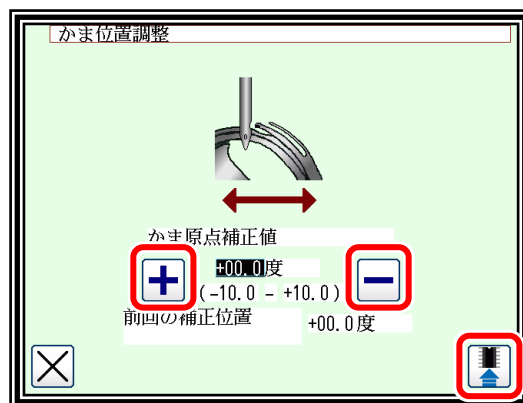 かま位置調整
かま原点補正値
+00.0度
(-10.0 - +10.0)
前回の補正位置 +00.0度